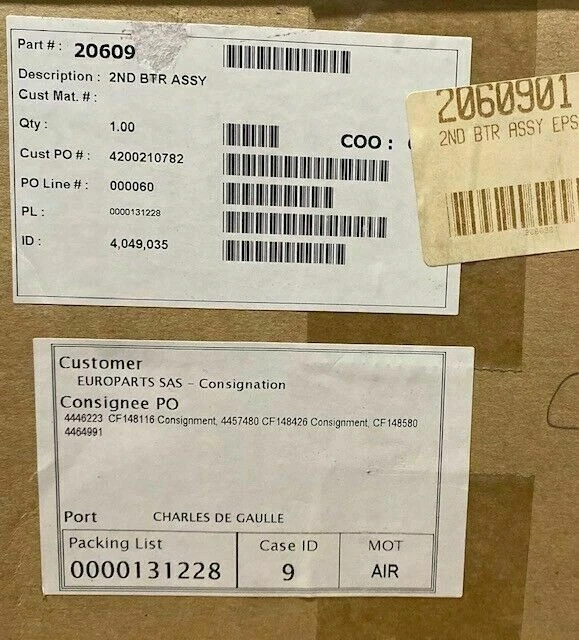 Part # : 20609
Description : 2ND BTR ASSY
Cust Mat. # :
Qty : 1.00
COO :
Cust PO # : 4200210782
PO Line # : 000060
PL : 0000131228
ID : 4,049,035
2060901
2ND BTR ASSY EPS
Customer
EUROPARTS SAS - Consignation
Consignee PO
4446223 CF148116 Consignment, 4457480 CF148426 Consignment, CF148580
4464991
Port CHARLES DE GAULLE
Packing List Case ID MOT
0000131228 9 AIR